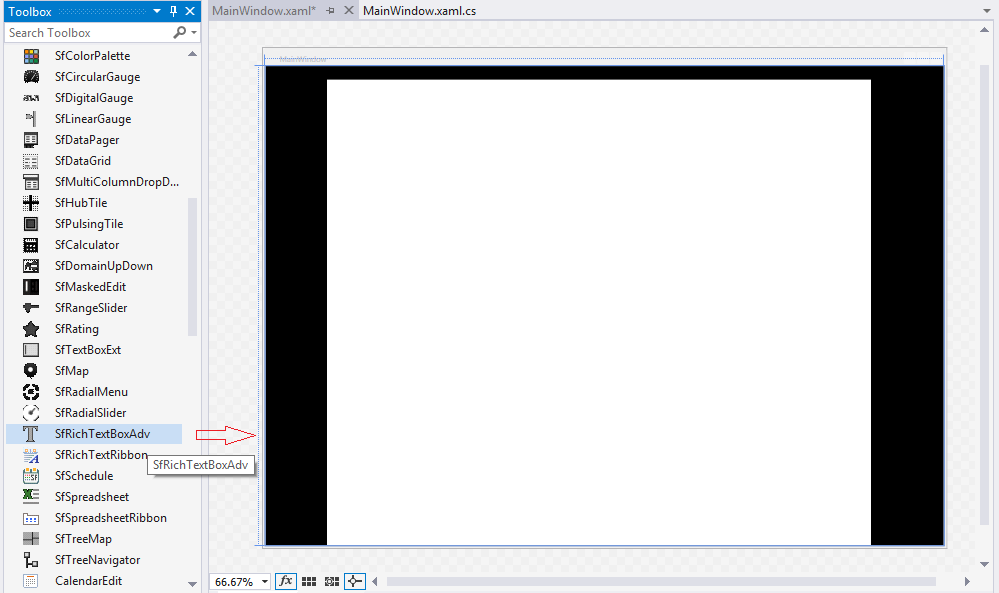 Toolbox
Search Toolbox
SfColorPalette
SfCircularGauge
SfDigitalGauge
SfLinearGauge
SfDataPager
SfDataGrid
SfMultiColumnDropD...
SfHubTile
SfPulsingTile
SfCalculator
SfDomainUpDown
SfMaskedEdit
SfRangeSlider
SfRating
SfTextBoxExt
SfMap
SfRadialMenu
SfRadialSlider
SfRichTextBoxAdv
SfRichTextRibbon
SfRichTextBoxAdv
SfSchedule
SfSpreadsheet
SfSpreadsheetRibbon
SfTreeMap
SfTreeNavigator
CalendarEdit
MainWindow.xaml*
MainWindow.xaml.cs
MainWindow
66.67%
fx